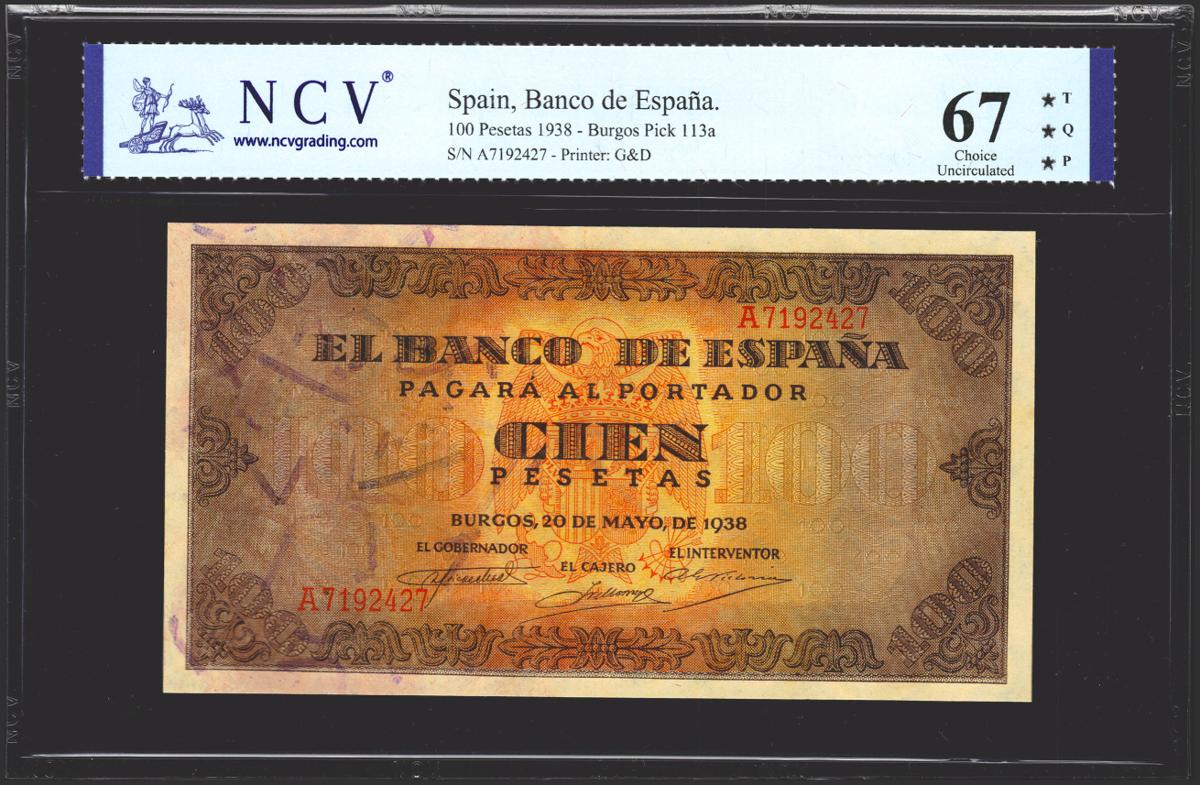 NCV®
www.ncvgrading.com
Spain, Banco de España.
100 Pesetas 1938 - Burgos Pick 113a
S/N A7192427 - Printer: G&D
67
Choice
Uncirculated
★ T
★ Q
★ P
A7192427
EL BANCO DE ESPAÑA
PAGARÁ AL PORTADOR
100 CIEN 100
PESETAS
BURGOS, 20 DE MAYO, DE 1938
EL GOBERNADOR
EL CAJERO
EL INTERVENTOR
A7192427